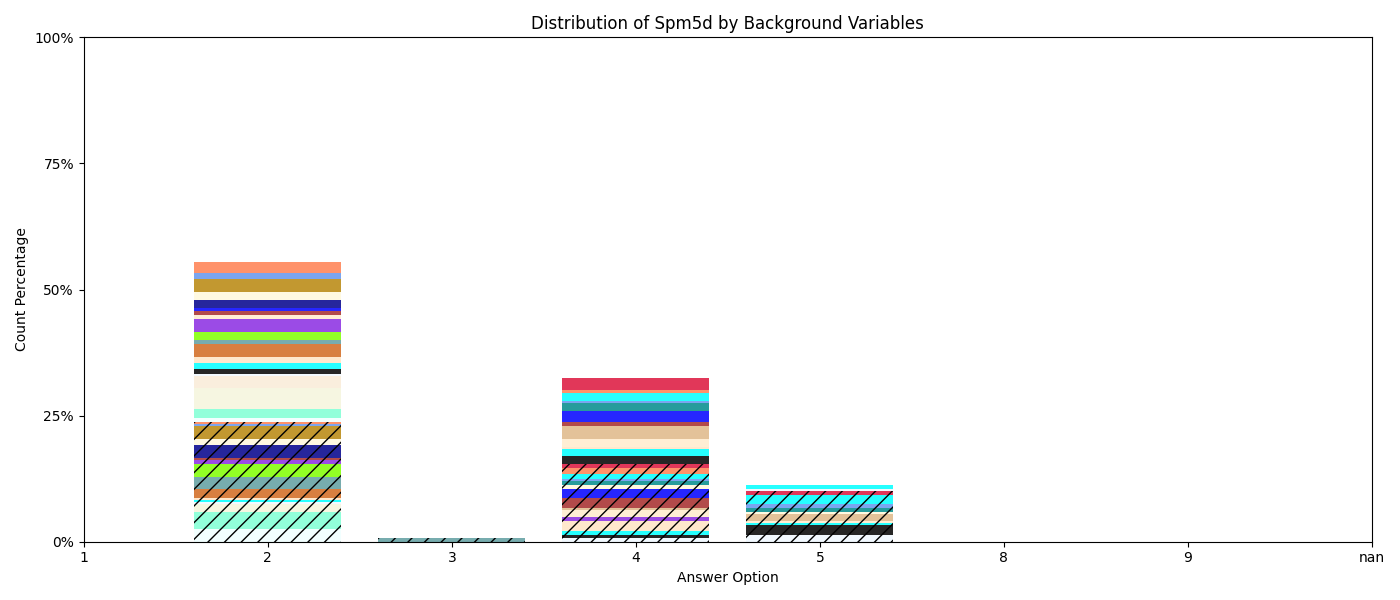 Distribution of Spm5d by Background Variables
100%
75%
50%
25%
0%
Count Percentage
1 2 3 4 5 8 9 nan
Answer Option